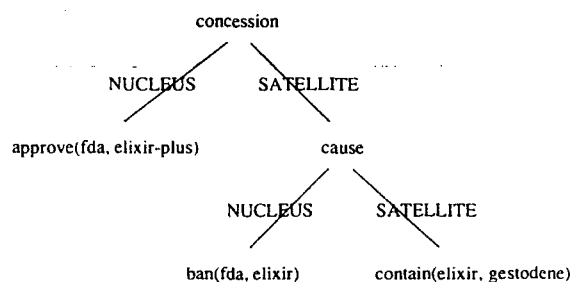 concession
NUCLEUS SATELLITE
approve(fda, elixir-plus) cause
NUCLEUS SATELLITE
ban(fda, elixir) contain(elixir, gestodene)